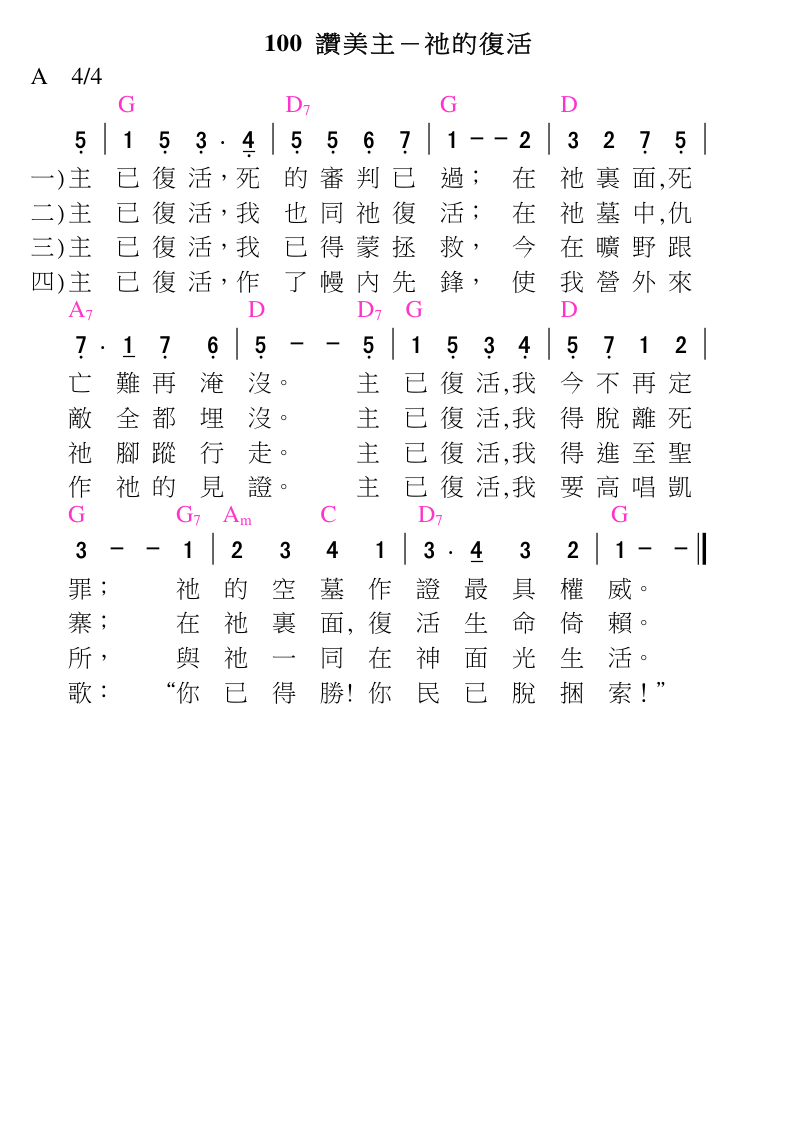 100 讚美主－祂的復活
A 4/4
G D7 G D
5 | 1 5 3 · 4 | 5 5 6 7 | 1 － － 2 | 3 2 7 5 |
一)主 已 復 活，死 的 審 判 已 過； 在 祂 裏 面,死
二)主 已 復 活，我 也 同 祂 復 活； 在 祂 墓 中,仇
三)主 已 復 活，我 已 得 蒙 拯 救， 今 在 曠 野 跟
四)主 已 復 活，作 了 幔 內 先 鋒， 使 我 營 外 來
A7 D D7 G D
7 · 1 7 6 | 5 － － 5 | 1 5 3 4 | 5 7 1 2 |
亡 難 再 淹 沒。 主 已 復 活,我 今 不 再 定
敵 全 都 埋 沒。 主 已 復 活,我 得 脫 離 死
祂 腳 蹤 行 走。 主 已 復 活,我 得 進 至 聖
作 祂 的 見 證。 主 已 復 活,我 要 高 唱 凱
G G7 Am C D7 G
3 － － 1 | 2 3 4 1 | 3 · 4 3 2 | 1 － － ||
罪； 祂 的 空 墓 作 證 最 具 權 威。
寨； 在 祂 裏 面, 復 活 生 命 倚 賴。
所， 與 祂 一 同 在 神 面 光 生 活。
歌： “你 已 得 勝! 你 民 已 脫 捆 索！”